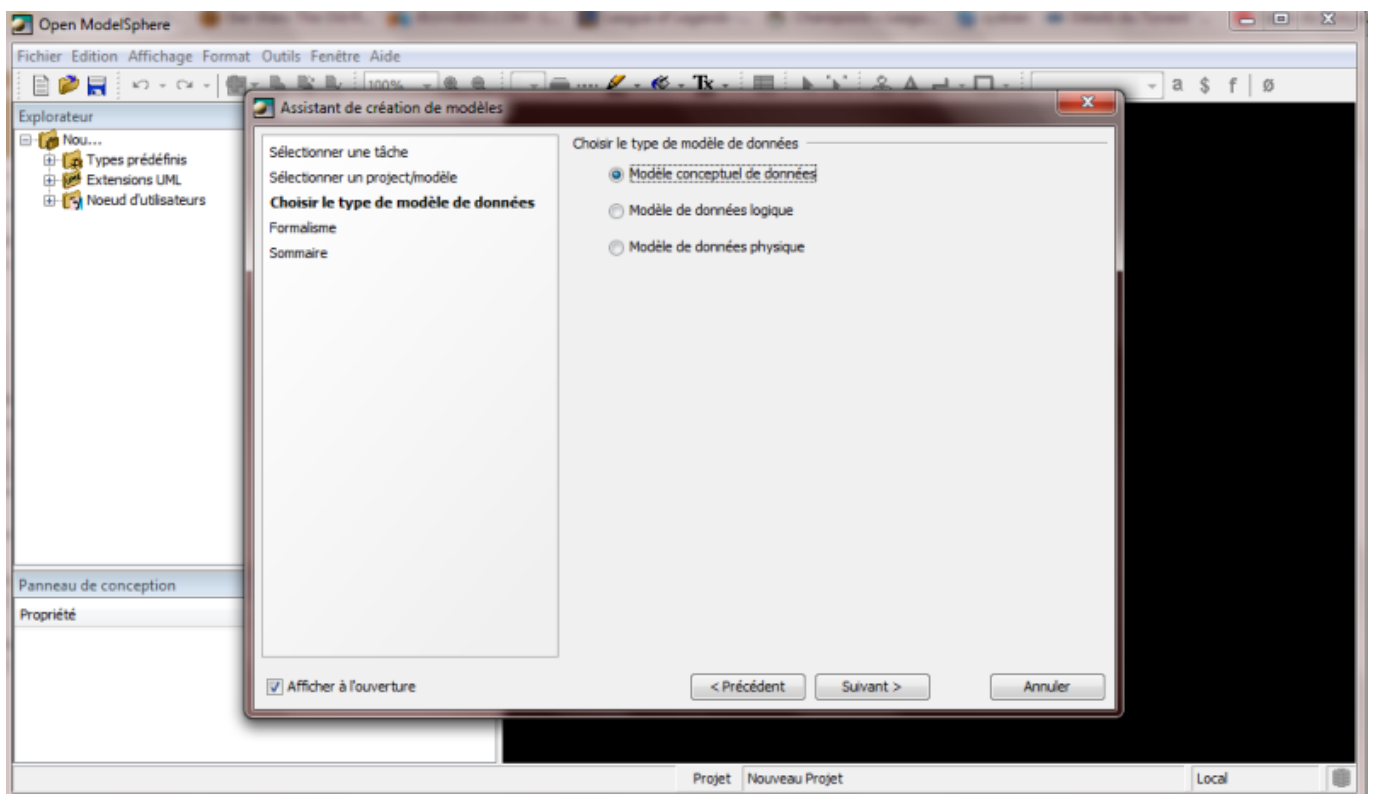 Open ModelSphere
Fichier Edition Affichage Format Outils Fenêtre Aide
100% Tx a $ f ø
Explorateur
Nou...
Types prédéfinis
Extensions UML
Noeud d'utilisateurs
Assistant de création de modèles
Sélectionner une tâche
Sélectionner un project/modèle
Choisir le type de modèle de données
Formalisme
Sommaire
Choisir le type de modèle de données
Modèle conceptuel de données
Modèle de données logique
Modèle de données physique
Panneau de conception
Propriété
Afficher à l'ouverture
< Précédent Suivant > Annuler
Projet Nouveau Projet Local